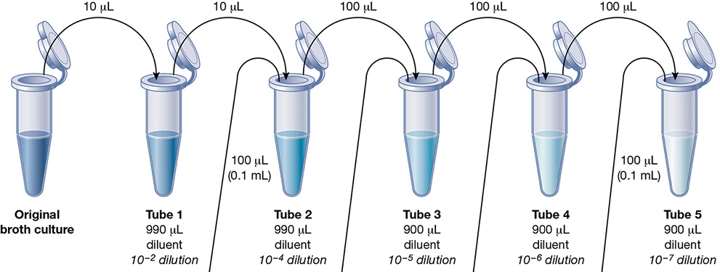 10 μL
10 μL
100 μL
100 μL
100 μL
100 μL
(0.1 mL)
100 μL
(0.1 mL)
Original
broth culture
Tube 1
990 μL
diluent
10⁻² dilution
Tube 2
990 μL
diluent
10⁻⁴ dilution
Tube 3
900 μL
diluent
10⁻⁵ dilution
Tube 4
900 μL
diluent
10⁻⁶ dilution
Tube 5
900 μL
diluent
10⁻⁷ dilution